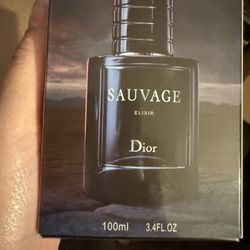 SAUVAGE
ELIXIR
Dior
100ml 3.4FL.OZ